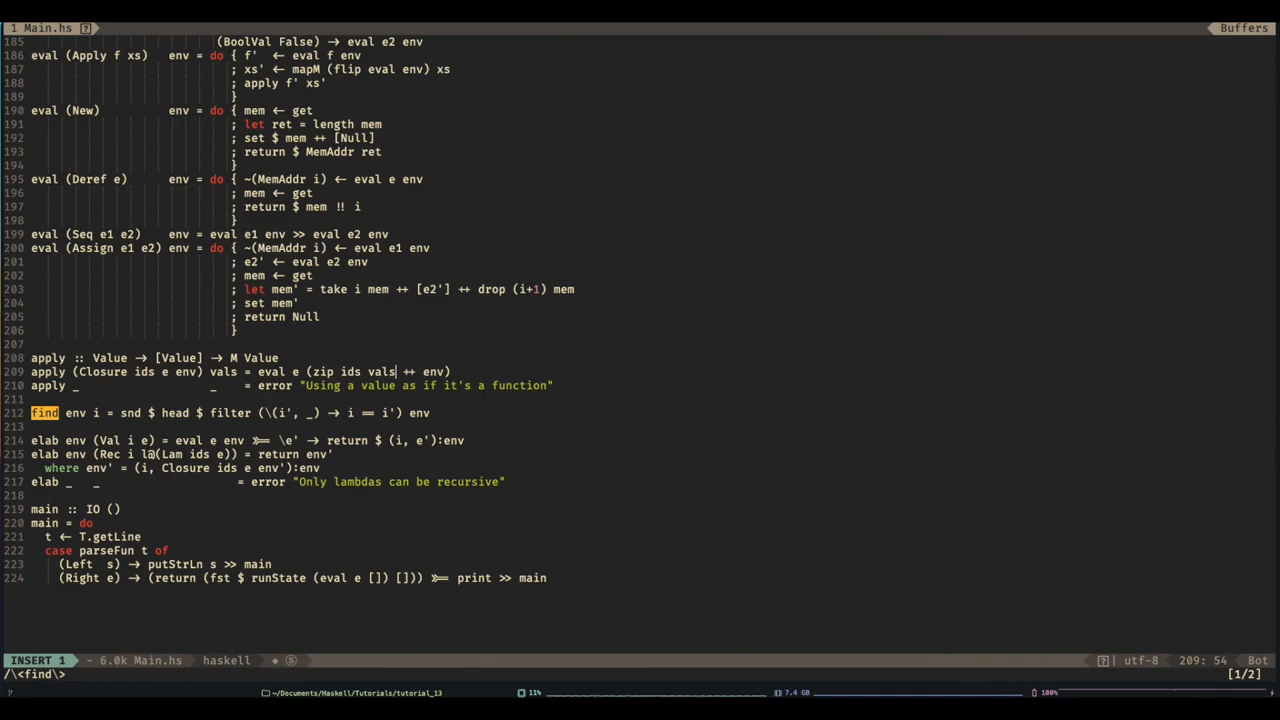 1 Main.hs ? Buffers
185 (BoolVal False) → eval e2 env
186 eval (Apply f xs) env = do { f' ← eval f env
187 ; xs' ← mapM (flip eval env) xs
188 ; apply f' xs'
189 }
190 eval (New) env = do { mem ← get
191 ; let ret = length mem
192 ; set $ mem ++ [Null]
193 ; return $ MemAddr ret
194 }
195 eval (Deref e) env = do { ~(MemAddr i) ← eval e env
196 ; mem ← get
197 ; return $ mem !! i
198 }
199 eval (Seq e1 e2) env = eval e1 env >> eval e2 env
200 eval (Assign e1 e2) env = do { ~(MemAddr i) ← eval e1 env
201 ; e2' ← eval e2 env
202 ; mem ← get
203 ; let mem' = take i mem ++ [e2'] ++ drop (i+1) mem
204 ; set mem'
205 ; return Null
206 }
207
208 apply :: Value → [Value] → M Value
209 apply (Closure ids e env) vals = eval e (zip ids vals ++ env)
210 apply _ _ = error "Using a value as if it's a function"
211
212 find env i = snd $ head $ filter (\(i', _) → i == i') env
213
214 elab env (Val i e) = eval e env >>= \e' → return $ (i, e'):env
215 elab env (Rec i l@(Lam ids e)) = return env'
216 where env' = (i, Closure ids e env'):env
217 elab _ _ = error "Only lambdas can be recursive"
218
219 main :: IO ()
220 main = do
221 t ← T.getLine
222 case parseFun t of
223 (Left s) → putStrLn s >> main
224 (Right e) → (return (fst $ runState (eval e []) [])) >>= print >> main
INSERT 1 - 6.0k Main.hs haskell ◆ Ⓢ ? utf-8 209: 54 Bot
/\<find\> [1/2]
~/Documents/Haskell/Tutorials/tutorial_13 11% 7.4 GB 100%